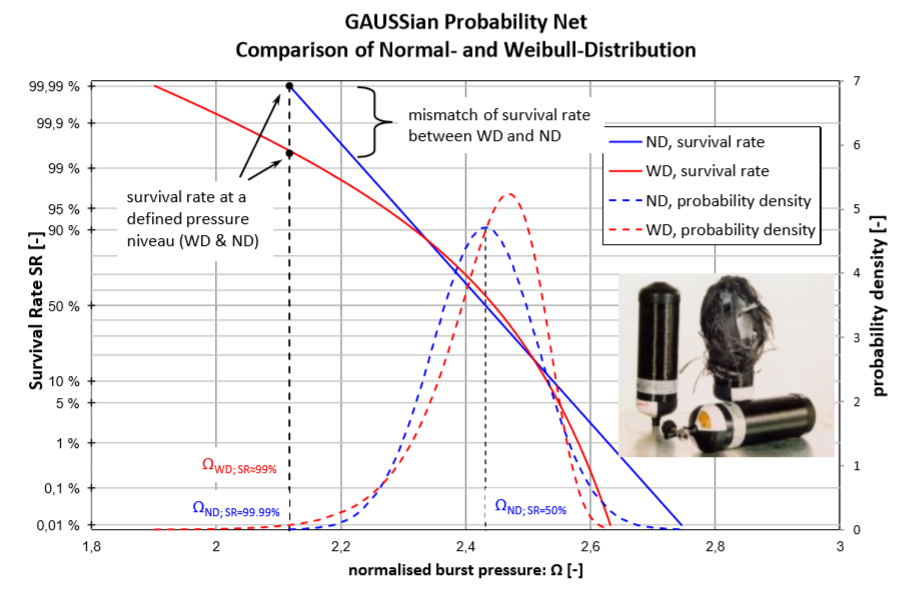 GAUSSian Probability Net
Comparison of Normal- and Weibull-Distribution
99,99 %
99,9 %
99 %
95 %
90 %
50 %
10 %
5 %
1 %
0,1 %
0,01 %
Survival Rate SR [-]
mismatch of survival rate
between WD and ND
survival rate at a
defined pressure
niveau (WD & ND)
ND, survival rate
WD, survival rate
ND, probability density
WD, probability density
ΩWD; SR≈99%
ΩND; SR=99.99%
ΩND; SR=50%
7
6
5
4
3
2
1
0
probability density [-]
1,8
2
2,2
2,4
2,6
2,8
3
normalised burst pressure: Ω [-]